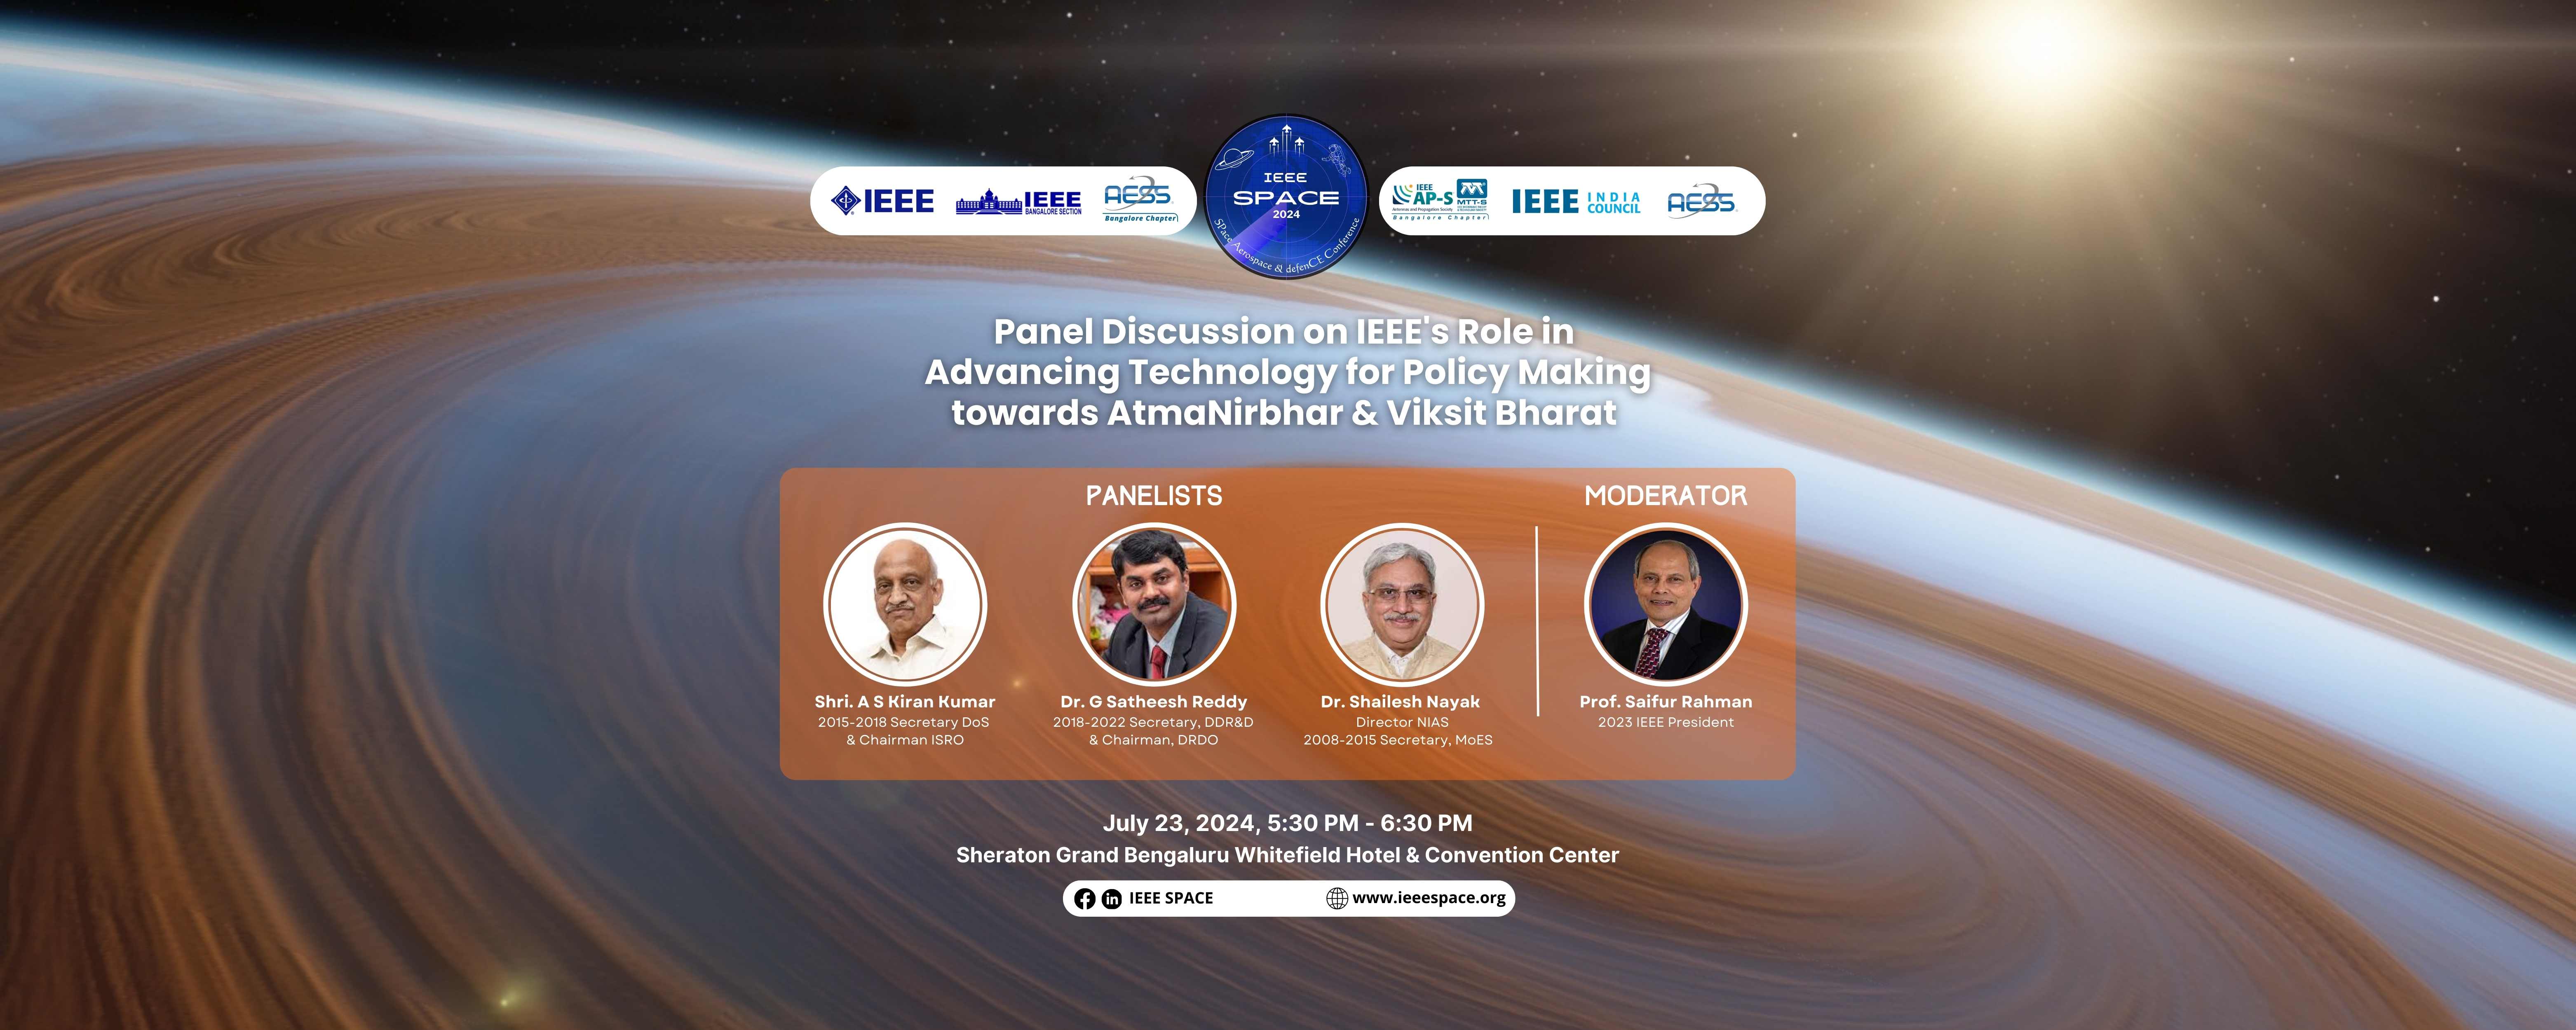 IEEE
IEEE
BANGALORE SECTION
AESS
Bangalore Chapter
IEEE
SPACE
2024
SPace Aerospace & defenCE Conference
IEEE
AP-S
MTT-S
Bangalore Chapter
IEEE INDIA COUNCIL
AESS
Panel Discussion on IEEE's Role in
Advancing Technology for Policy Making
towards AtmaNirbhar & Viksit Bharat
PANELISTS
MODERATOR
Shri. A S Kiran Kumar
2015-2018 Secretary DoS
& Chairman ISRO
Dr. G Satheesh Reddy
2018-2022 Secretary, DDR&D
& Chairman, DRDO
Dr. Shailesh Nayak
Director NIAS
2008-2015 Secretary, MoES
Prof. Saifur Rahman
2023 IEEE President
July 23, 2024, 5:30 PM - 6:30 PM
Sheraton Grand Bengaluru Whitefield Hotel & Convention Center
IEEE SPACE
www.ieeespace.org